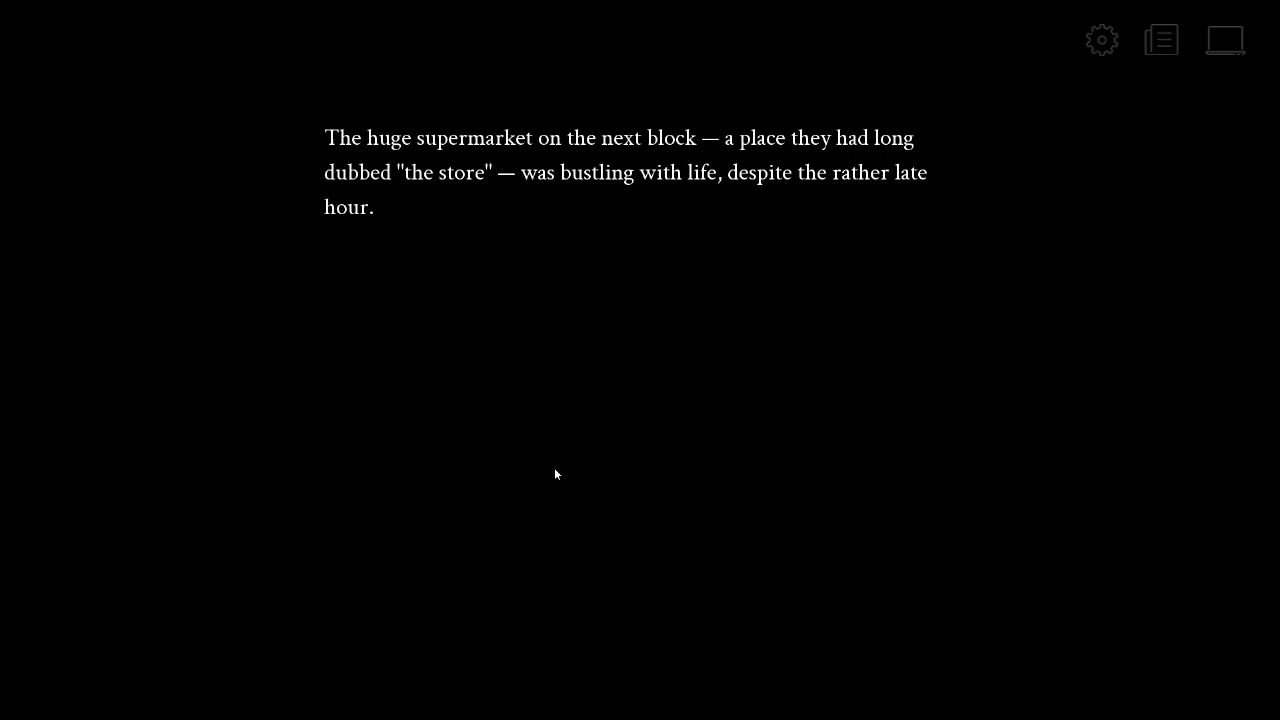 The huge supermarket on the next block — a place they had long
dubbed "the store" — was bustling with life, despite the rather late
hour.